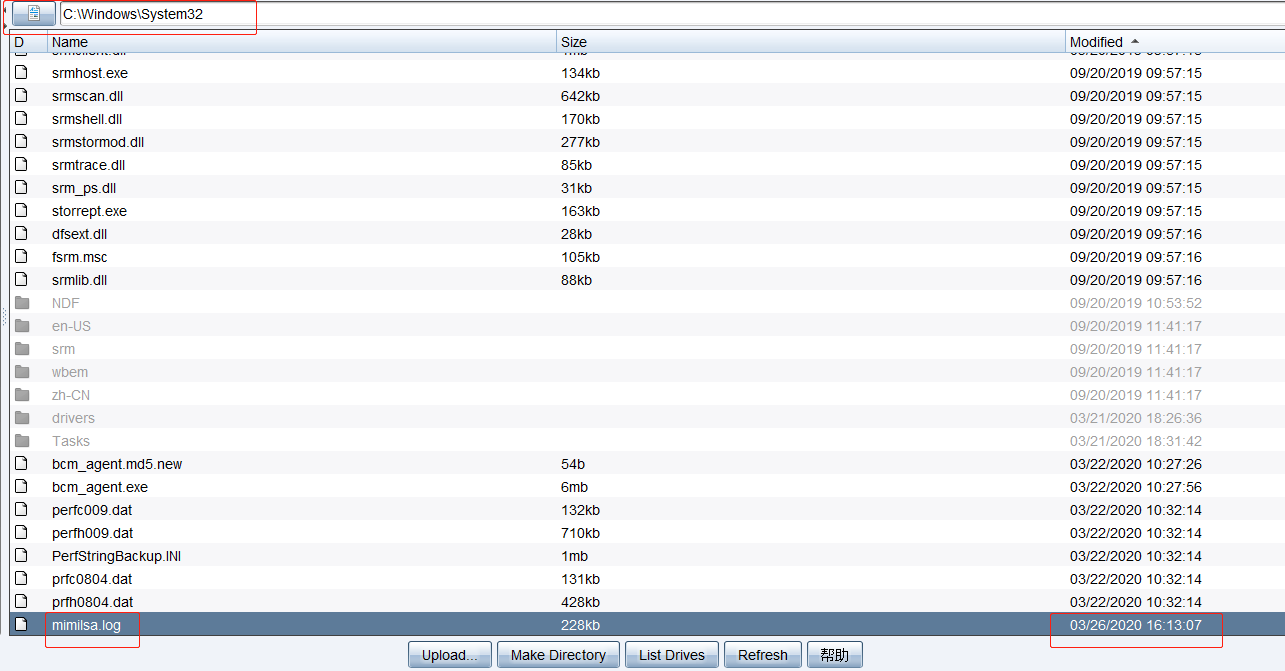 C:\Windows\System32
D Name Size Modified
srmhost.exe 134kb 09/20/2019 09:57:15
srmscan.dll 642kb 09/20/2019 09:57:15
srmshell.dll 170kb 09/20/2019 09:57:15
srmstormod.dll 277kb 09/20/2019 09:57:15
srmtrace.dll 85kb 09/20/2019 09:57:15
srm_ps.dll 31kb 09/20/2019 09:57:15
storrept.exe 163kb 09/20/2019 09:57:15
dfsext.dll 28kb 09/20/2019 09:57:16
fsrm.msc 105kb 09/20/2019 09:57:16
srmlib.dll 88kb 09/20/2019 09:57:16
NDF 09/20/2019 10:53:52
en-US 09/20/2019 11:41:17
srm 09/20/2019 11:41:17
wbem 09/20/2019 11:41:17
zh-CN 09/20/2019 11:41:17
drivers 03/21/2020 18:26:36
Tasks 03/21/2020 18:31:42
bcm_agent.md5.new 54b 03/22/2020 10:27:26
bcm_agent.exe 6mb 03/22/2020 10:27:56
perfc009.dat 132kb 03/22/2020 10:32:14
perfh009.dat 710kb 03/22/2020 10:32:14
PerfStringBackup.INI 1mb 03/22/2020 10:32:14
prfc0804.dat 131kb 03/22/2020 10:32:14
prfh0804.dat 428kb 03/22/2020 10:32:14
mimilsa.log 228kb 03/26/2020 16:13:07
Upload... Make Directory List Drives Refresh 帮助